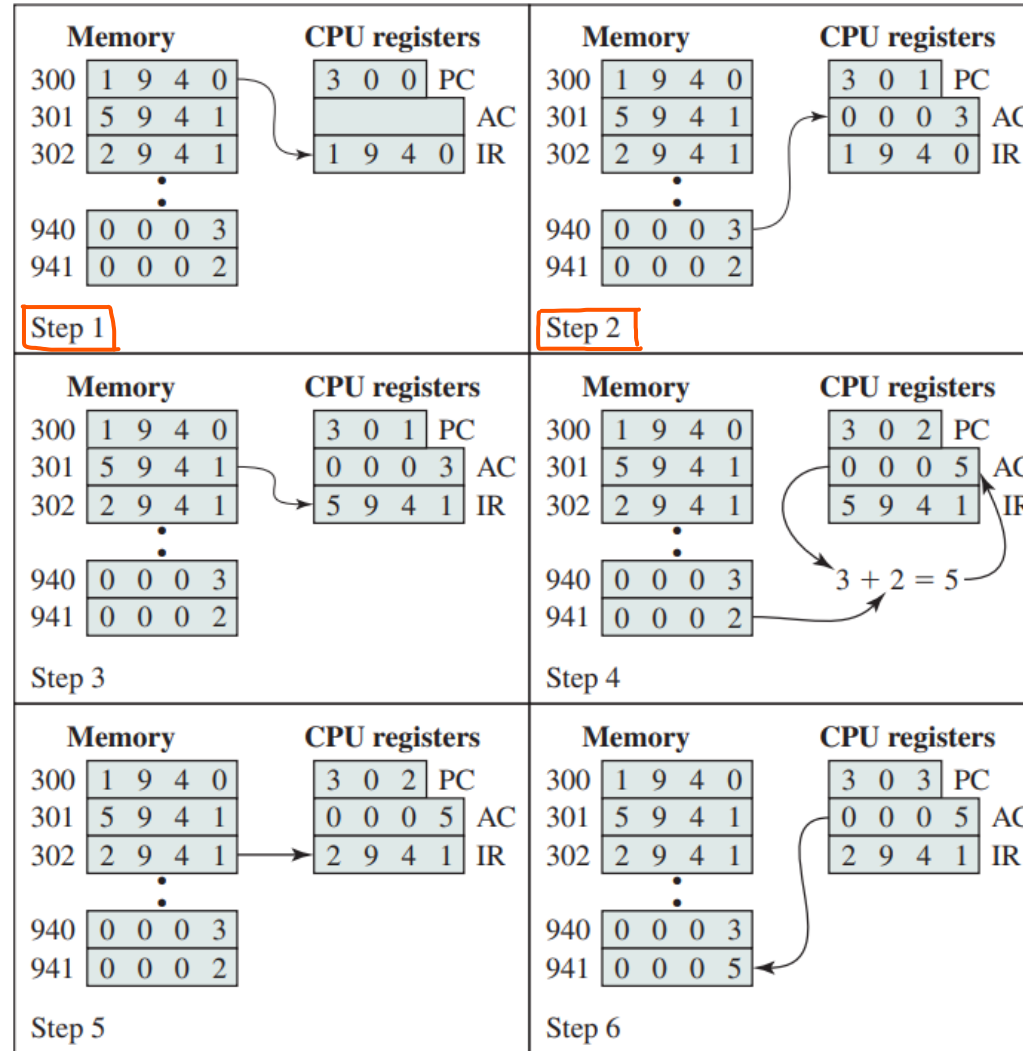 Memory CPU registers
300 1 9 4 0 3 0 0 PC
301 5 9 4 1 AC
302 2 9 4 1 1 9 4 0 IR
940 0 0 0 3
941 0 0 0 2
Step 1
Memory CPU registers
300 1 9 4 0 3 0 1 PC
301 5 9 4 1 0 0 0 3 AC
302 2 9 4 1 1 9 4 0 IR
940 0 0 0 3
941 0 0 0 2
Step 2
Memory CPU registers
300 1 9 4 0 3 0 1 PC
301 5 9 4 1 0 0 0 3 AC
302 2 9 4 1 5 9 4 1 IR
940 0 0 0 3
941 0 0 0 2
Step 3
Memory CPU registers
300 1 9 4 0 3 0 2 PC
301 5 9 4 1 0 0 0 5 AC
302 2 9 4 1 5 9 4 1 IR
940 0 0 0 3 3 + 2 = 5
941 0 0 0 2
Step 4
Memory CPU registers
300 1 9 4 0 3 0 2 PC
301 5 9 4 1 0 0 0 5 AC
302 2 9 4 1 2 9 4 1 IR
940 0 0 0 3
941 0 0 0 2
Step 5
Memory CPU registers
300 1 9 4 0 3 0 3 PC
301 5 9 4 1 0 0 0 5 AC
302 2 9 4 1 2 9 4 1 IR
940 0 0 0 3
941 0 0 0 5
Step 6